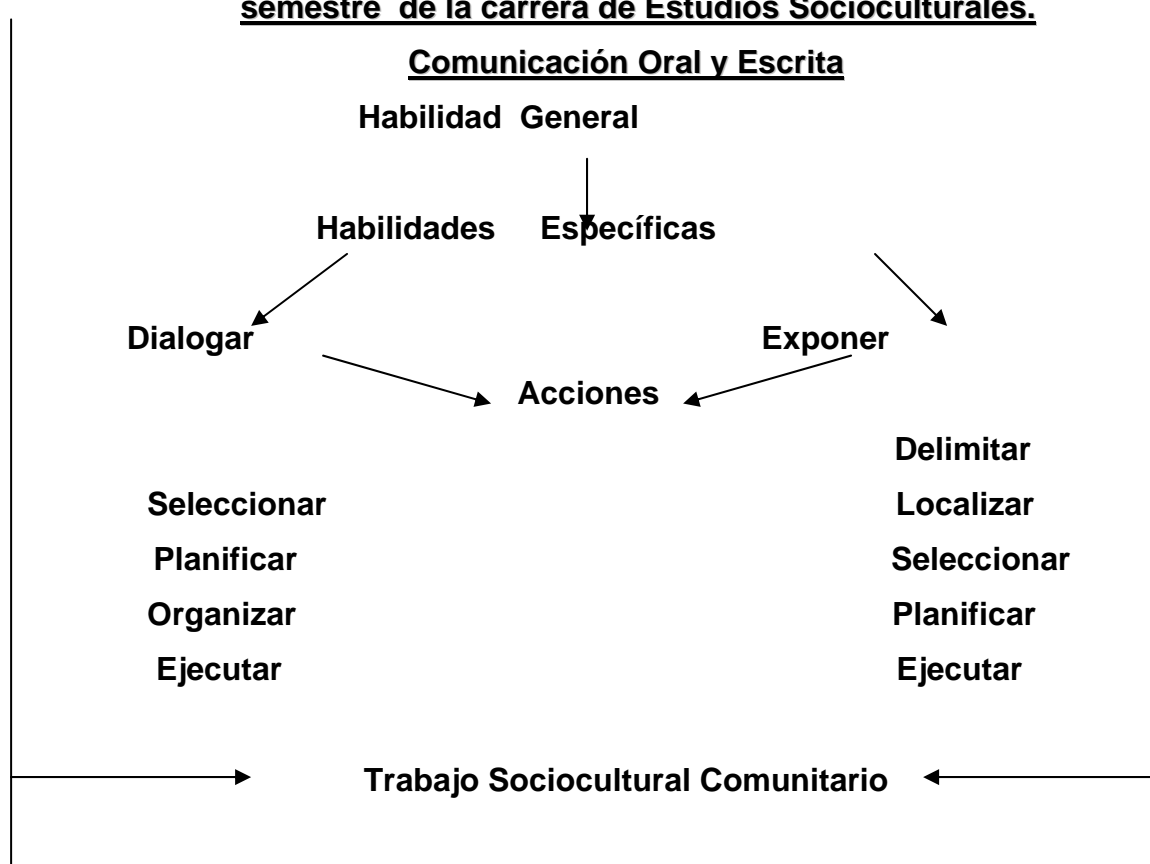 semestre de la carrera de Estudios Socioculturales.
Comunicación Oral y Escrita
Habilidad General
Habilidades Específicas
Dialogar Exponer
Acciones
Delimitar
Seleccionar Localizar
Planificar Seleccionar
Organizar Planificar
Ejecutar Ejecutar
Trabajo Sociocultural Comunitario